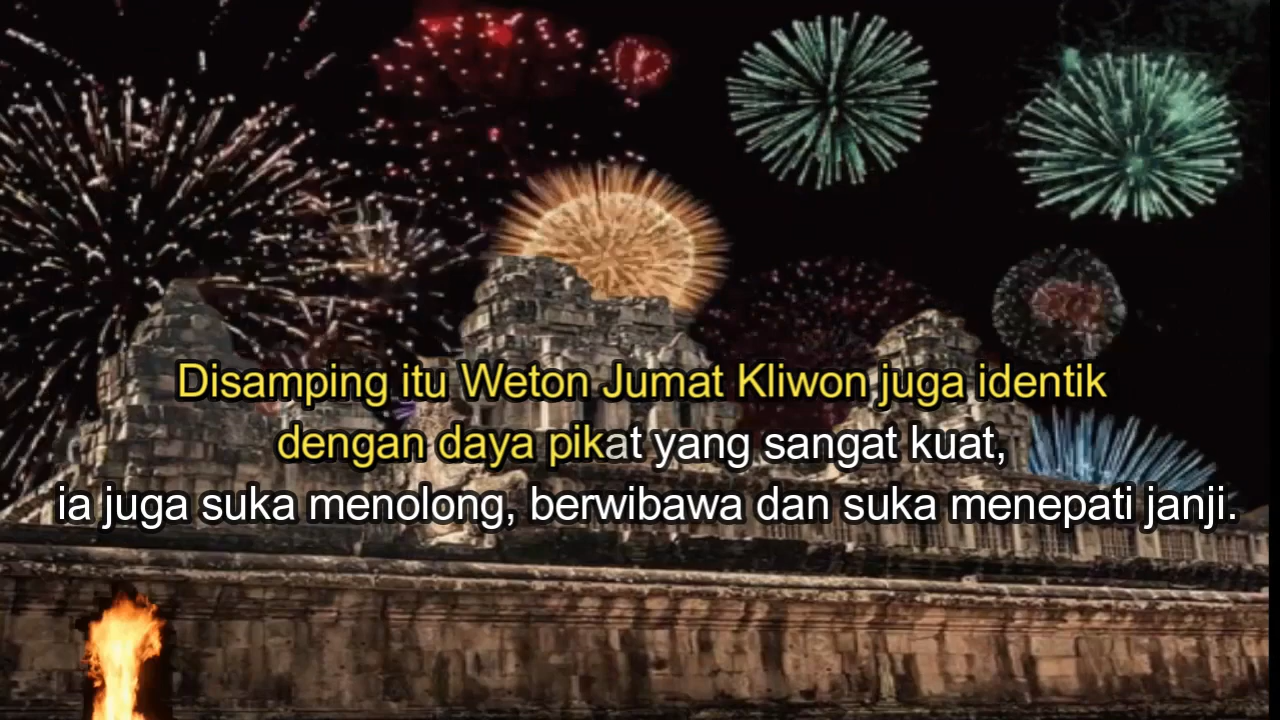 Disamping itu Weton Jumat Kliwon juga identik
dengan daya pikat yang sangat kuat,
ia juga suka menolong, berwibawa dan suka menepati janji.